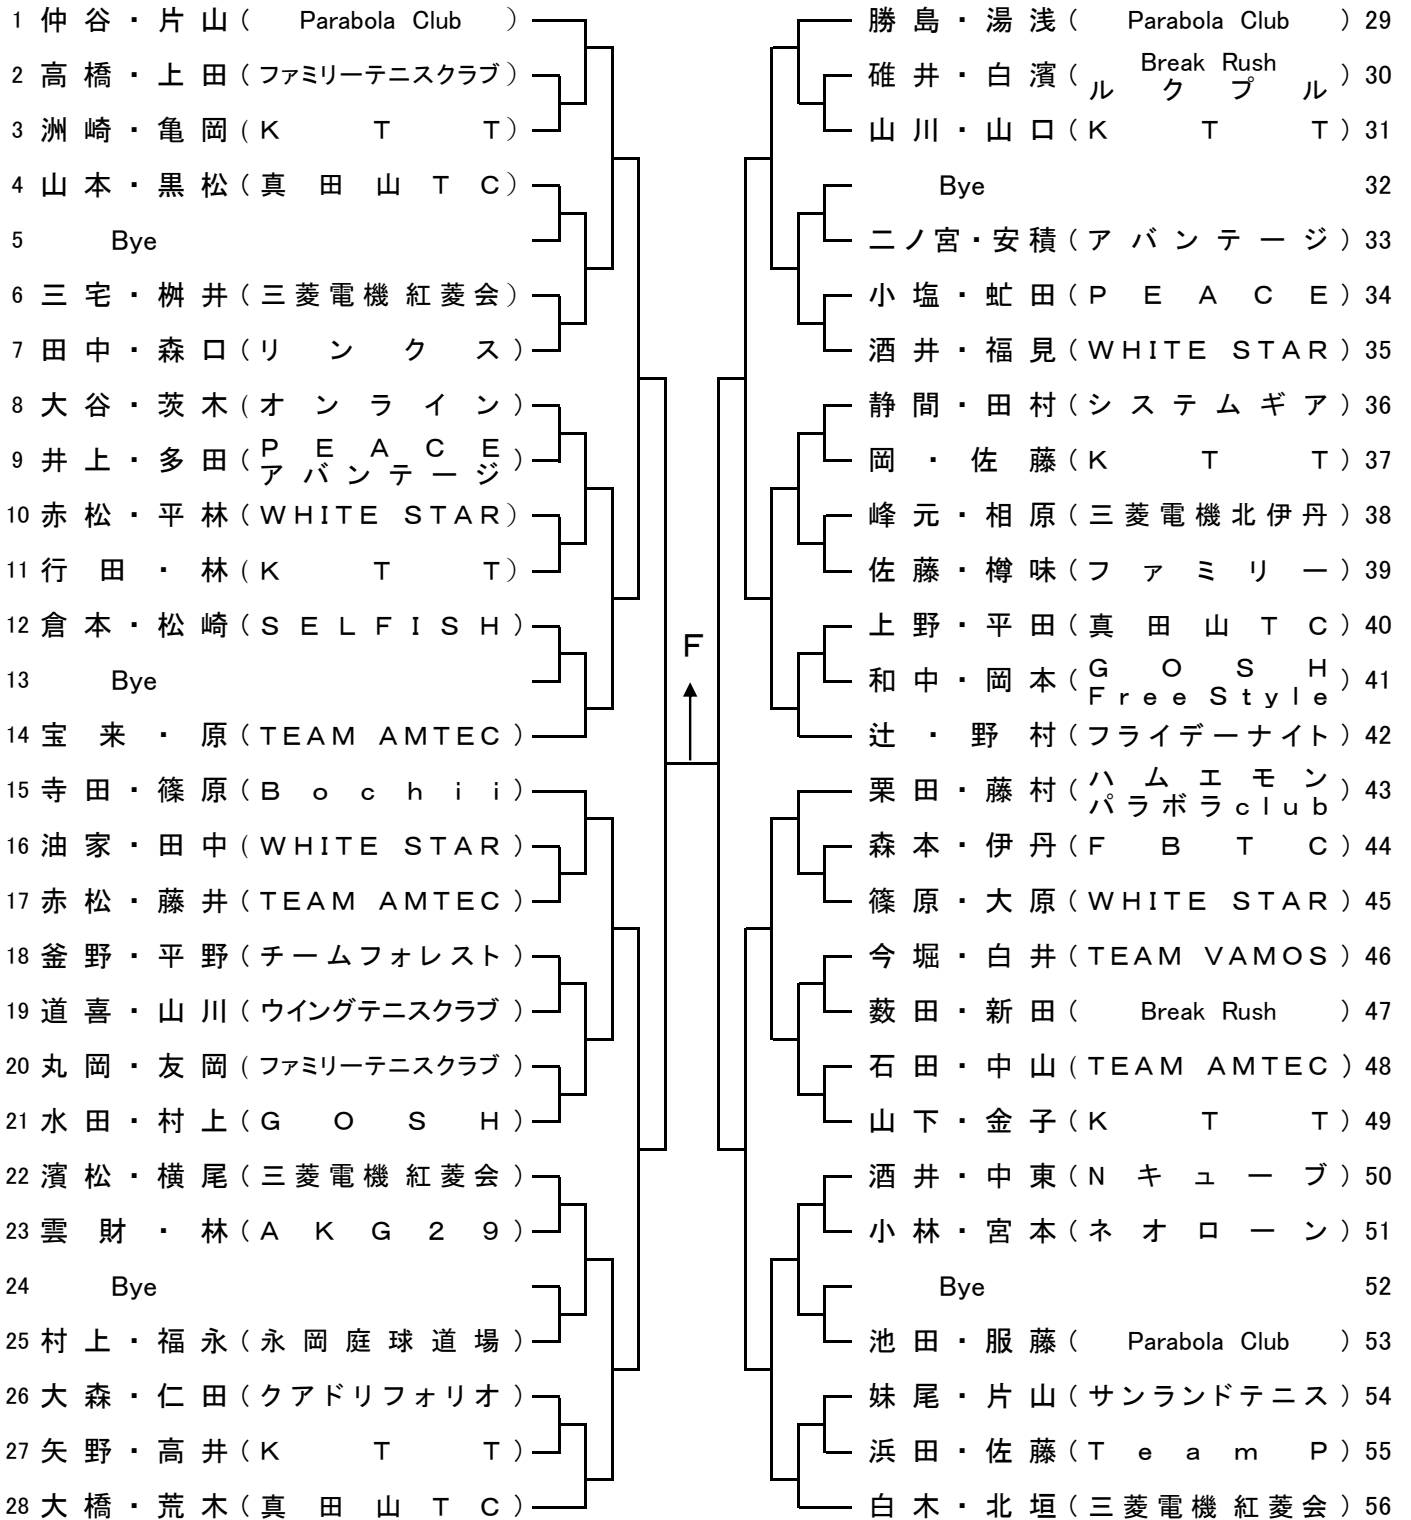 1 仲谷・片山(Parabola Club)
2 高橋・上田(ファミリーテニスクラブ)
3 洲崎・亀岡(KTT)
4 山本・黒松(真田山TC)
5 Bye
6 三宅・桝井(三菱電機紅菱会)
7 田中・森口(リンクス)
8 大谷・茨木(オンライン)
9 井上・多田(PEACE
アバンテージ)
10 赤松・平林(WHITE STAR)
11 行田・林(KTT)
12 倉本・松崎(SELFISH)
13 Bye
14 宝来・原(TEAM AMTEC)
15 寺田・篠原(Bochii)
16 油家・田中(WHITE STAR)
17 赤松・藤井(TEAM AMTEC)
18 釜野・平野(チームフォレスト)
19 道喜・山川(ウイングテニスクラブ)
20 丸岡・友岡(ファミリーテニスクラブ)
21 水田・村上(GOSH)
22 濱松・横尾(三菱電機紅菱会)
23 雲財・林(AKG29)
24 Bye
25 村上・福永(永岡庭球道場)
26 大森・仁田(クアドリフォリオ)
27 矢野・高井(KTT)
28 大橋・荒木(真田山TC)
F
勝島・湯浅(Parabola Club)29
碓井・白濱(Break Rush
ルクプル)30
山川・山口(KTT)31
Bye 32
二ノ宮・安積(アバンテージ)33
小塩・虻田(PEACE)34
酒井・福見(WHITE STAR)35
静間・田村(システムギア)36
岡・佐藤(KTT)37
峰元・相原(三菱電機北伊丹)38
佐藤・樽味(ファミリー)39
上野・平田(真田山TC)40
和中・岡本(GOSH
FreeStyle)41
辻・野村(フライデーナイト)42
栗田・藤村(ハムエモン
パラボラclub)43
森本・伊丹(FBTC)44
篠原・大原(WHITE STAR)45
今堀・白井(TEAM VAMOS)46
薮田・新田(Break Rush)47
石田・中山(TEAM AMTEC)48
山下・金子(KTT)49
酒井・中東(Nキューブ)50
小林・宮本(ネオローン)51
Bye 52
池田・服藤(Parabola Club)53
妹尾・片山(サンランドテニス)54
浜田・佐藤(TeamP)55
白木・北垣(三菱電機紅菱会)56